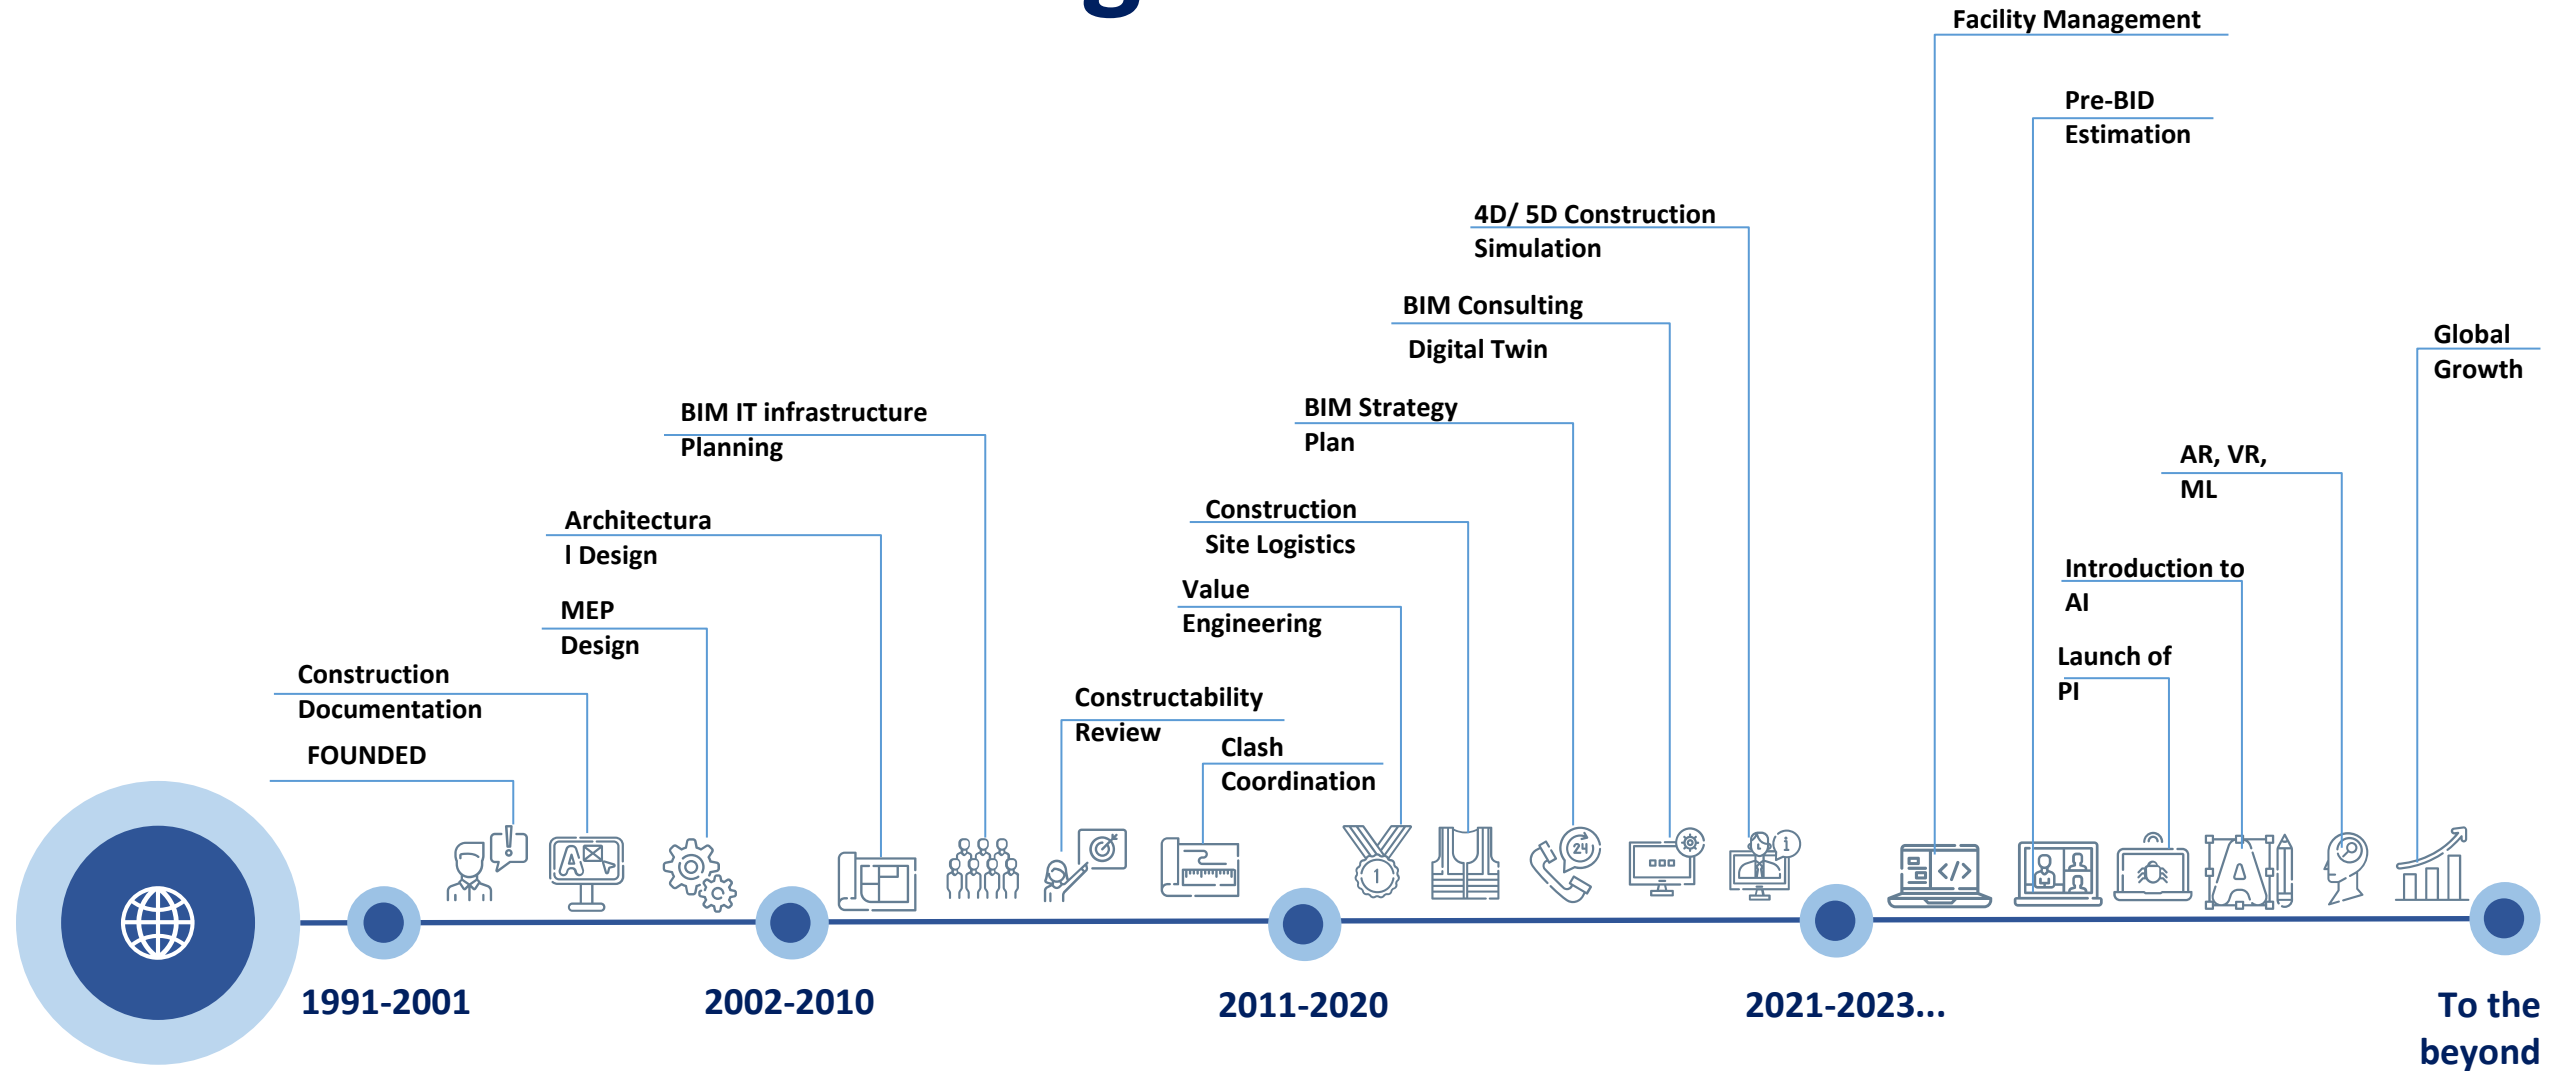 g
Facility Management
Pre-BID
Estimation
4D/ 5D Construction
Simulation
BIM Consulting
Digital Twin
Global
Growth
BIM IT infrastructure
Planning
BIM Strategy
Plan
AR, VR,
ML
Architectura
l Design
Construction
Site Logistics
Introduction to
AI
MEP
Design
Value
Engineering
Launch of
PI
Construction
Documentation
Constructability
Review
Clash
Coordination
FOUNDED
!
A
24
i
1
</>
A
1991-2001
2002-2010
2011-2020
2021-2023...
To the
beyond